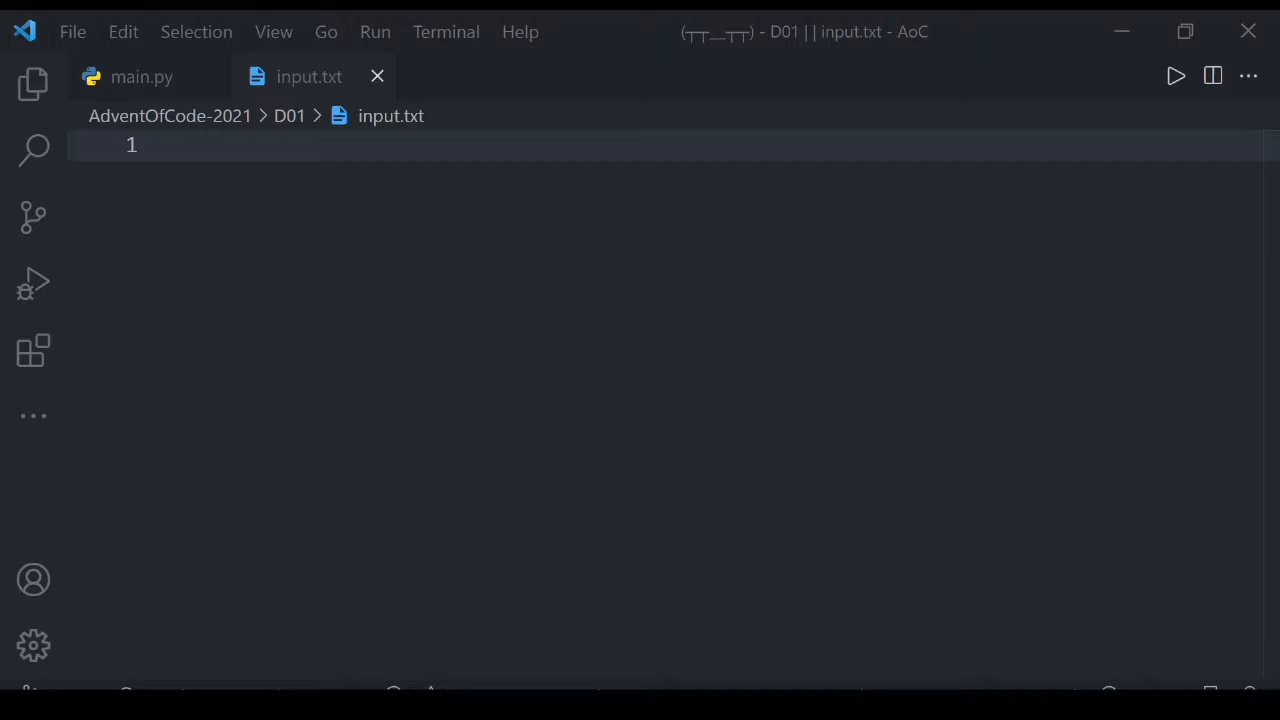 File Edit Selection View Go Run Terminal Help (┬┬﹏┬┬) - D01 | | input.txt - AoC
main.py input.txt
AdventOfCode-2021 > D01 > input.txt
1